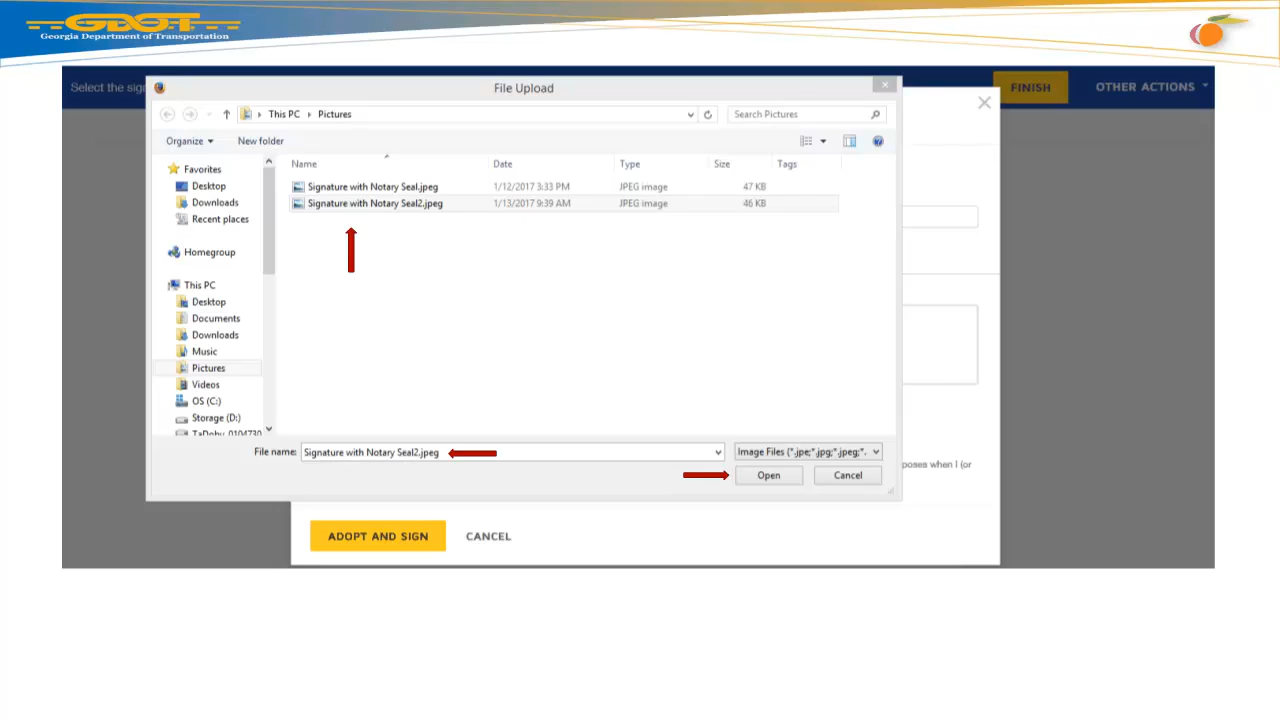 GDOT
Georgia Department of Transportation
Select the sign
File Upload
FINISH
OTHER ACTIONS
This PC
Pictures
Search Pictures
Organize
New folder
Name
Date
Type
Size
Tags
Signature with Notary Seal.jpeg
1/12/2017 3:33 PM
JPEG image
47 KB
Signature with Notary Seal2.jpeg
1/13/2017 9:39 AM
JPEG image
46 KB
Favorites
Desktop
Downloads
Recent places
Homegroup
This PC
Desktop
Documents
Downloads
Music
Pictures
Videos
OS (C:)
Storage (D:)
File name:
Signature with Notary Seal2.jpeg
Image Files (*.jpe;*.jpg;*.jpeg;*.
Open
Cancel
poses when I (or
ADOPT AND SIGN
CANCEL